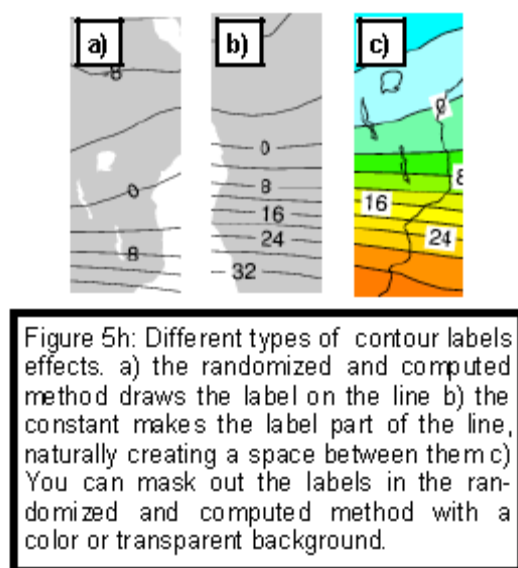 a)
b)
c)
8
0
8
0
8
16
24
32
0
8
16
24
Figure 5h: Different types of contour labels
effects. a) the randomized and computed
method draws the label on the line b) the
constant makes the label part of the line,
naturally creating a space between them c)
You can mask out the labels in the ran-
domized and computed method with a
color or transparent background.